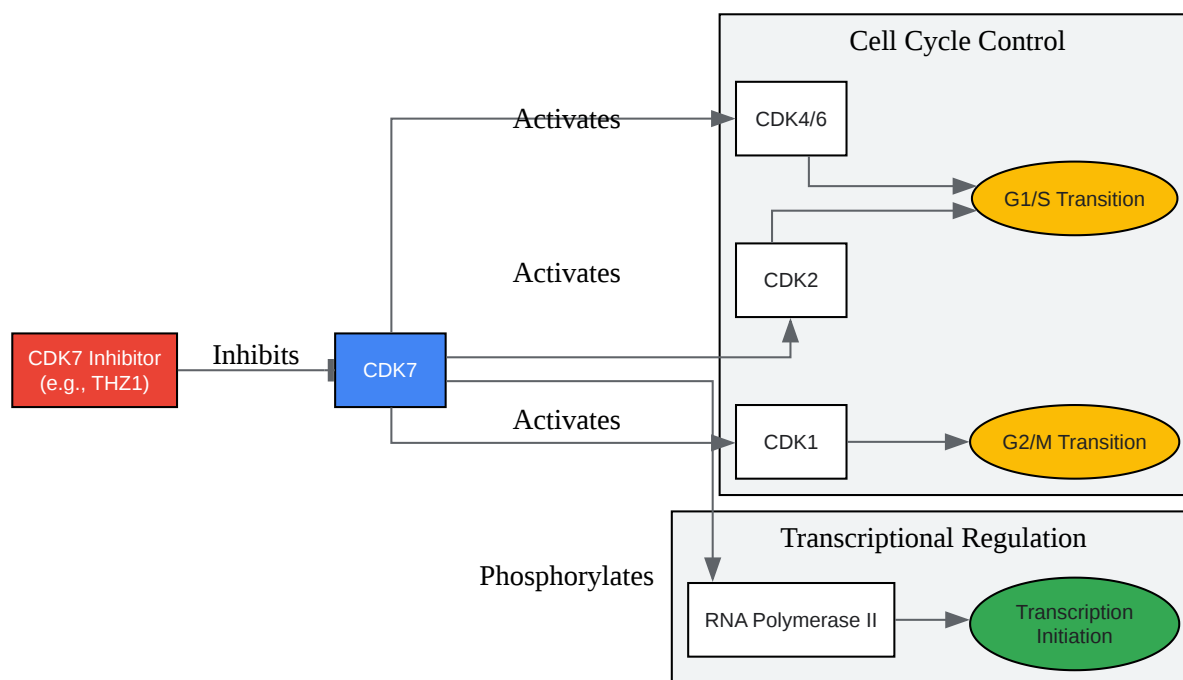 Cell Cycle Control
Activates
CDK4/6
G1/S Transition
Activates
CDK2
CDK7 Inhibitor
(e.g., THZ1)
Inhibits
CDK7
Activates
CDK1
G2/M Transition
Transcriptional Regulation
Phosphorylates
RNA Polymerase II
Transcription
Initiation